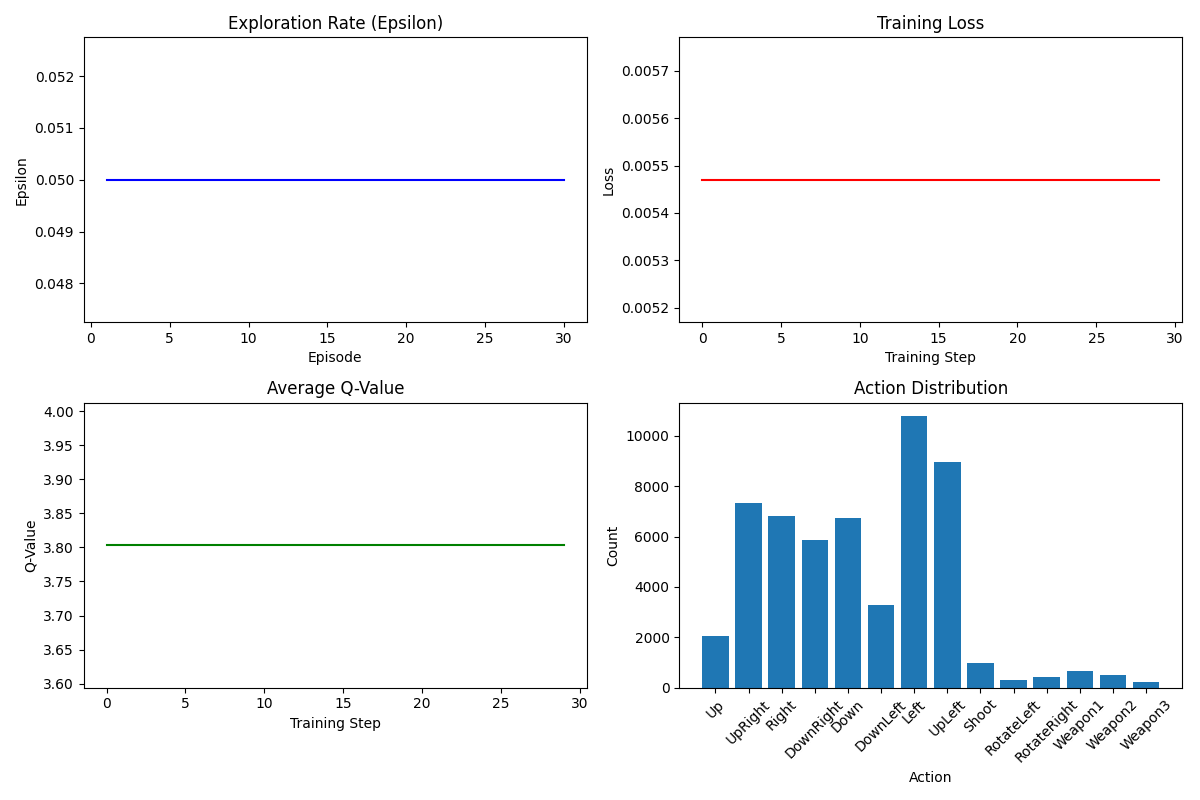 Exploration Rate (Epsilon)
0.052
0.051
0.050
0.049
0.048
Epsilon
0 5 10 15 20 25 30
Episode
Training Loss
0.0057
0.0056
0.0055
0.0054
0.0053
0.0052
Loss
0 5 10 15 20 25 30
Training Step
Average Q-Value
4.00
3.95
3.90
3.85
3.80
3.75
3.70
3.65
3.60
Q-Value
0 5 10 15 20 25 30
Training Step
Action Distribution
10000
8000
6000
4000
2000
0
Count
Up
UpRight
Right
DownRight
Down
DownLeft
Left
UpLeft
Shoot
RotateLeft
RotateRight
Weapon1
Weapon2
Weapon3
Action